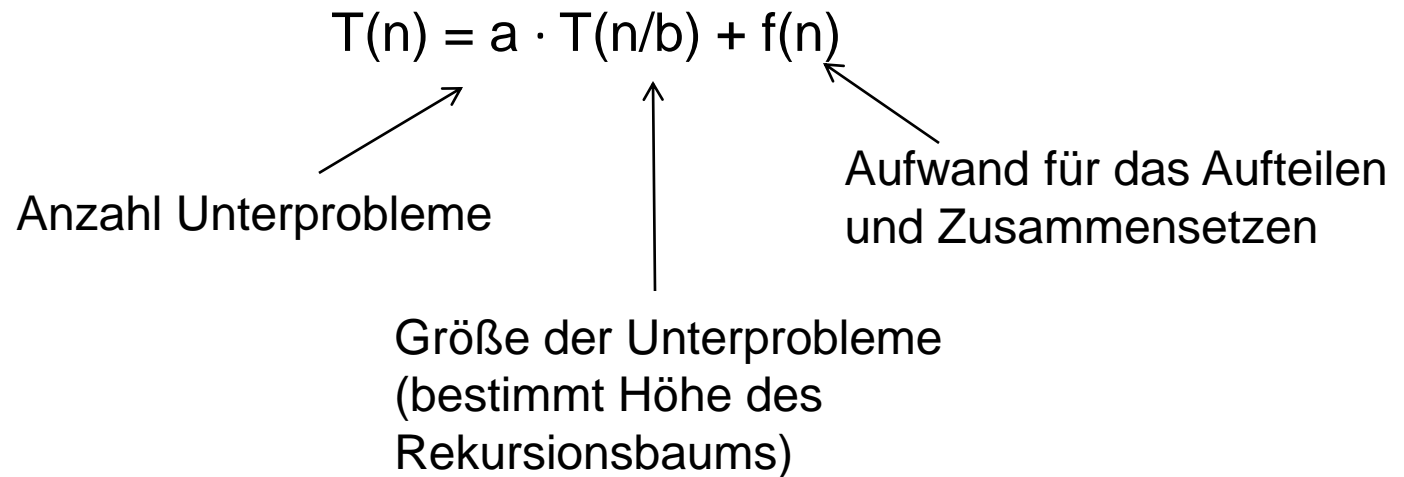 T(n) = a · T(n/b) + f(n)
Anzahl Unterprobleme
Aufwand für das Aufteilen
und Zusammensetzen
Größe der Unterprobleme
(bestimmt Höhe des
Rekursionsbaums)